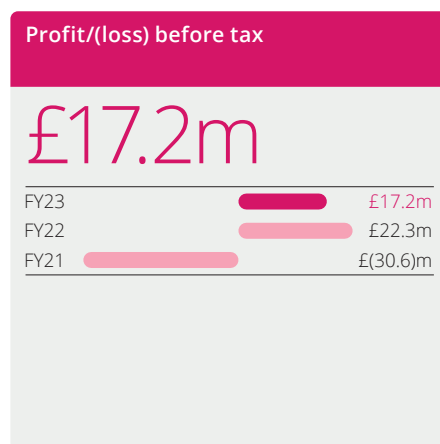 Profit/(loss) before tax
£17.2m
FY23 £17.2m
FY22 £22.3m
FY21 £(30.6)m